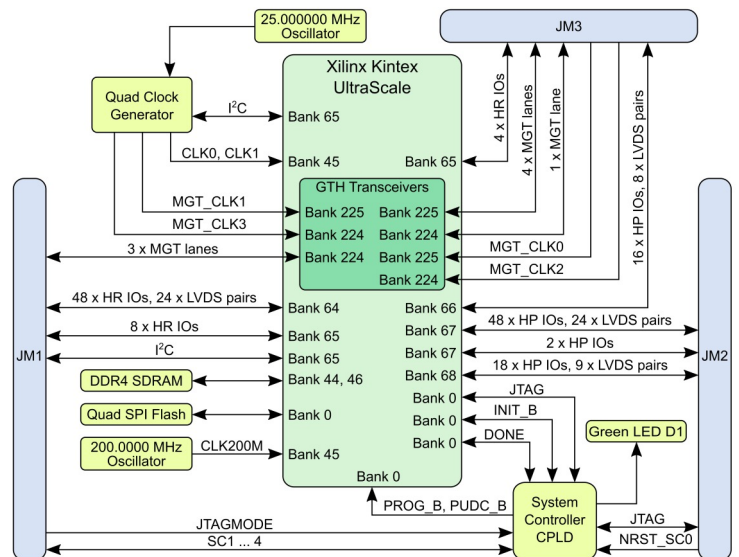 25.000000 MHz
Oscillator
JM3
Xilinx Kintex
UltraScale
Quad Clock
Generator
I²C
Bank 65
CLK0, CLK1
Bank 45
Bank 65
4 x HR IOs
4 x MGT lanes
1 x MGT lane
16 x HP IOs, 8 x LVDS pairs
GTH Transceivers
MGT_CLK1
Bank 225
Bank 225
MGT_CLK3
Bank 224
Bank 224
3 x MGT lanes
Bank 224
Bank 225
MGT_CLK0
Bank 224
MGT_CLK2
48 x HR IOs, 24 x LVDS pairs
Bank 64
Bank 66
8 x HR IOs
Bank 65
Bank 67
48 x HP IOs, 24 x LVDS pairs
JM1
I²C
Bank 65
Bank 67
2 x HP IOs
JM2
DDR4 SDRAM
Bank 44, 46
Bank 68
18 x HP IOs, 9 x LVDS pairs
Bank 0
JTAG
Quad SPI Flash
Bank 0
Bank 0
INIT_B
200.0000 MHz
Oscillator
CLK200M
Bank 45
Bank 0
DONE
Green LED D1
Bank 0
PROG_B, PUDC_B
System
Controller
CPLD
JTAGMODE
JTAG
SC1 ... 4
NRST_SC0